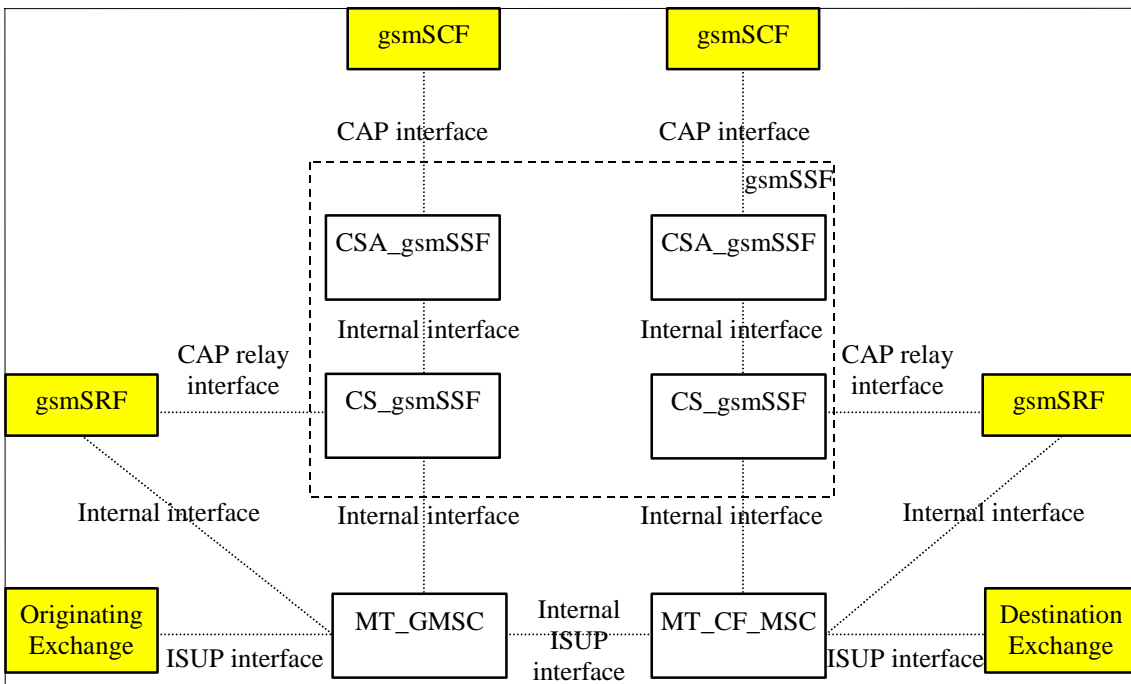 gsmSCF
gsmSCF
CAP interface
CAP interface
gsmSSF
CSA_gsmSSF
CSA_gsmSSF
Internal interface
Internal interface
CAP relay
interface
CAP relay
interface
gsmSRF
CS_gsmSSF
CS_gsmSSF
gsmSRF
Internal interface
Internal interface
Internal interface
Internal interface
Originating
Exchange
MT_GMSC
Internal
ISUP
interface
MT_CF_MSC
Destination
Exchange
ISUP interface
ISUP interface